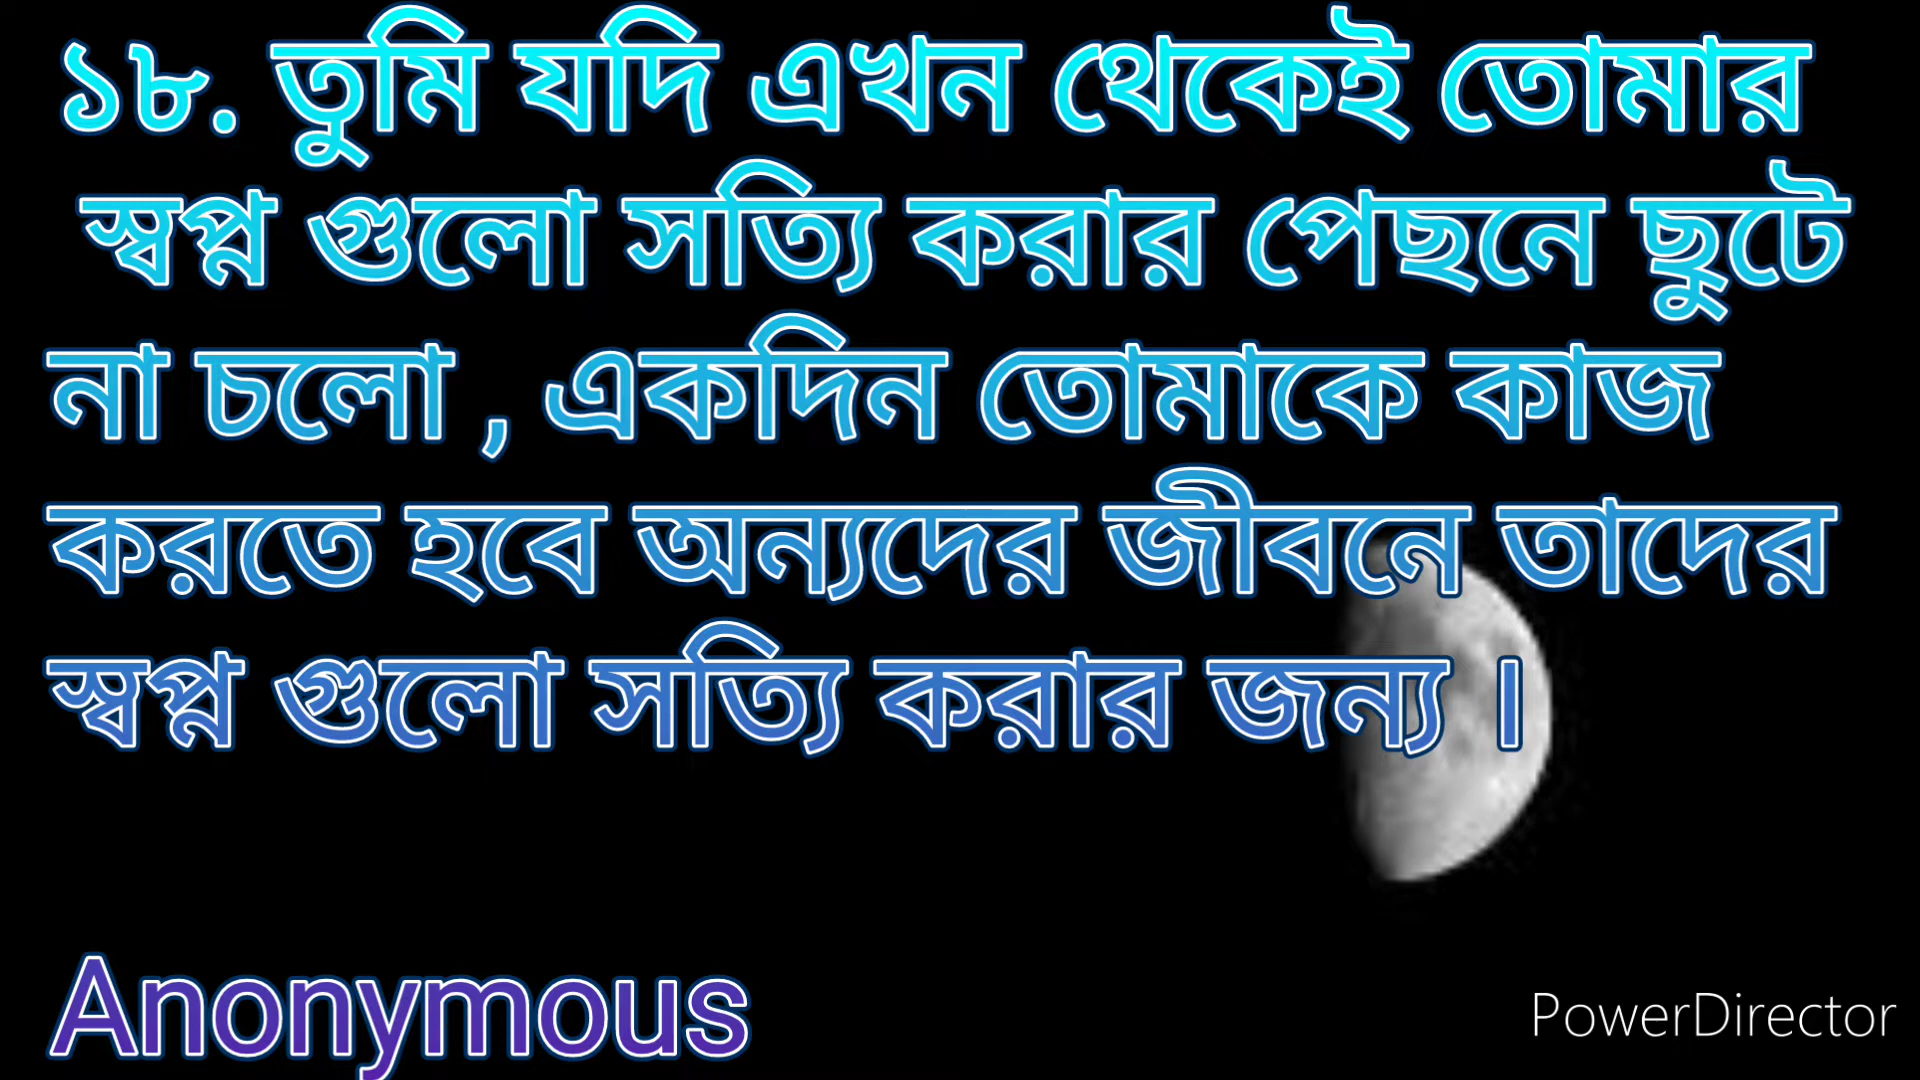 ১৮. তুমি যদি এখন থেকেই তোমার
স্বপ্ন গুলো সত্যি করার পেছনে ছুটে
না চলো , একদিন তোমাকে কাজ
করতে হবে অন্যদের জীবনে তাদের
স্বপ্ন গুলো সত্যি করার জন্য ।
Anonymous
PowerDirector